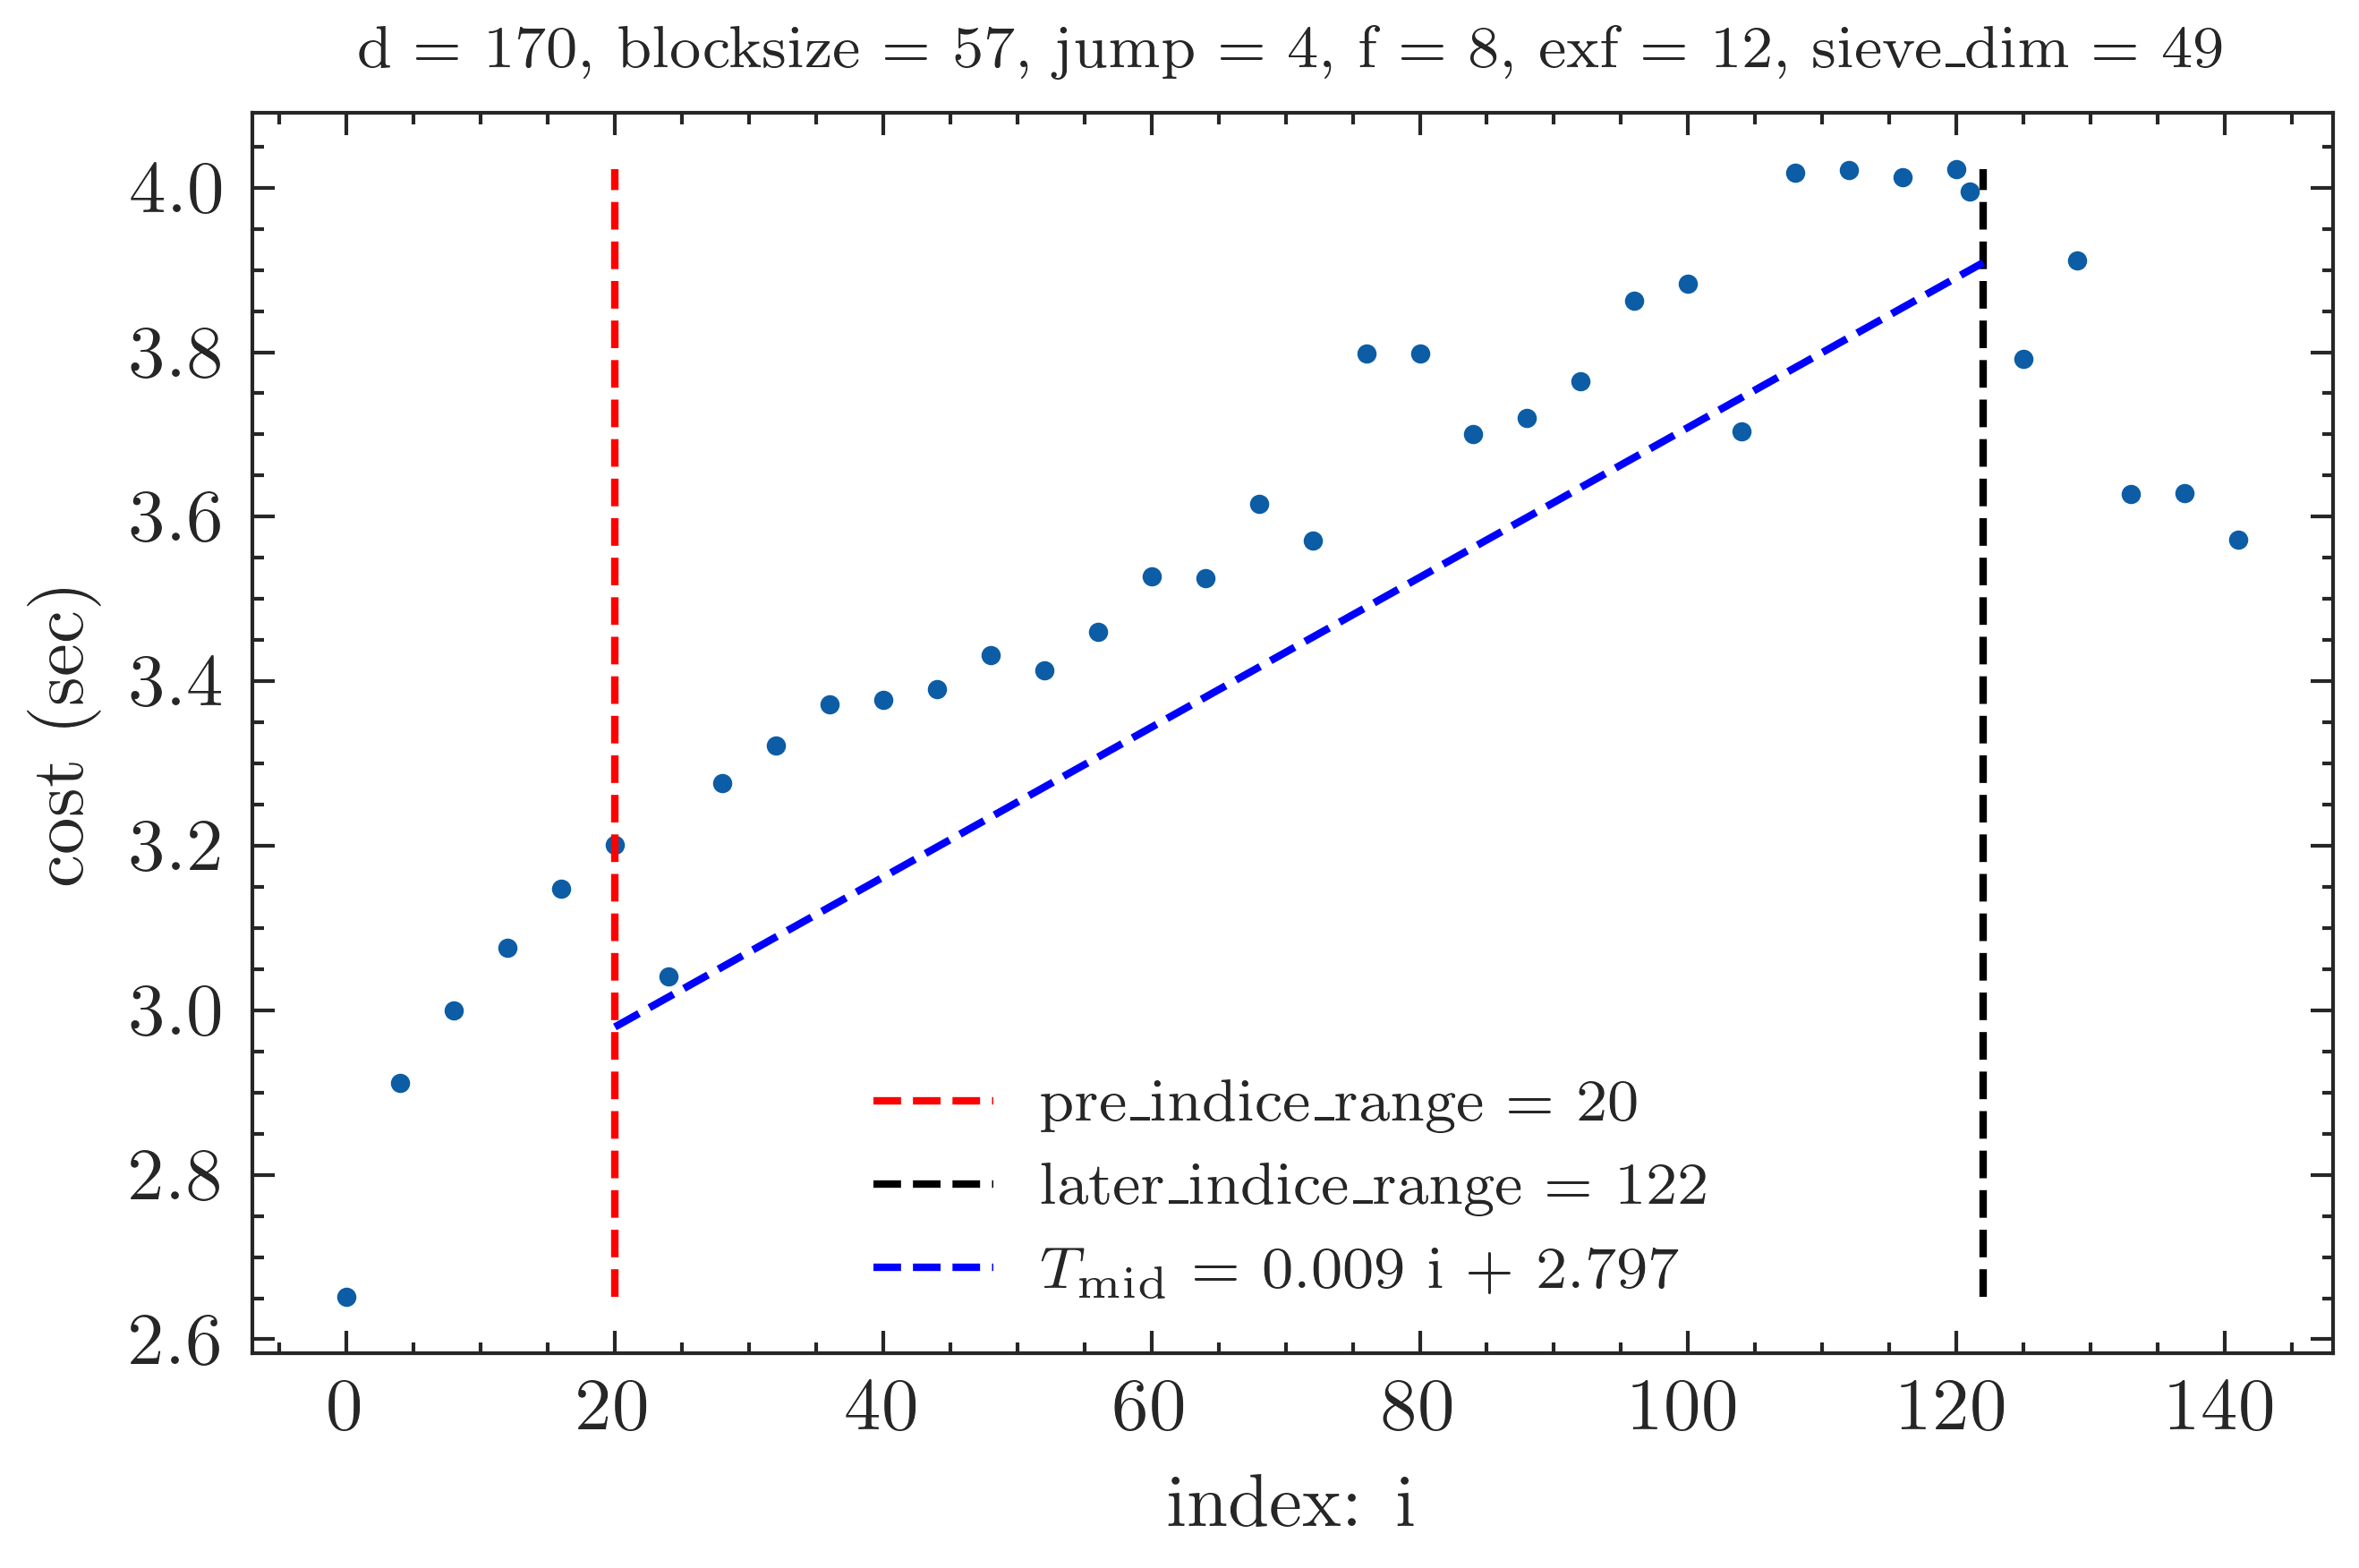 d = 170, blocksize = 57, jump = 4, f = 8, exf = 12, sieve_dim = 49
4.0
3.8
3.6
3.4
3.2
3.0
2.8
2.6
cost (sec)
pre_indice_range = 20
later_indice_range = 122
T_mid = 0.009 i + 2.797
0 20 40 60 80 100 120 140
index: i